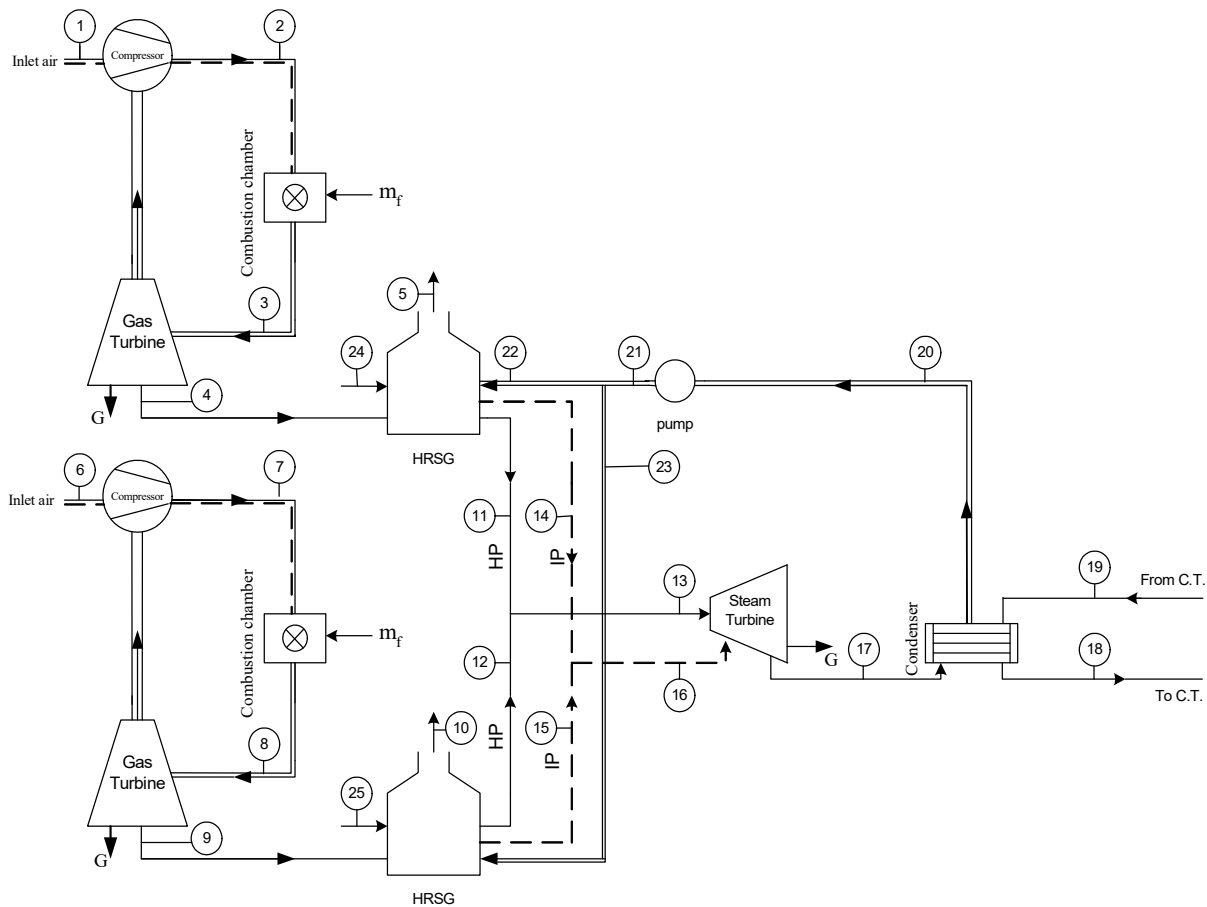 1
2
Inlet air
Compressor
Combustion chamber
m_f
Gas
Turbine
3
4
G
5
24
22
21
20
pump
HRSG
23
6
7
Inlet air
Compressor
11
HP
14
IP
Combustion chamber
m_f
13
Steam
Turbine
G
12
HP
16
17
Condenser
19
From C.T.
18
To C.T.
8
Gas
Turbine
9
G
10
15
IP
25
HRSG